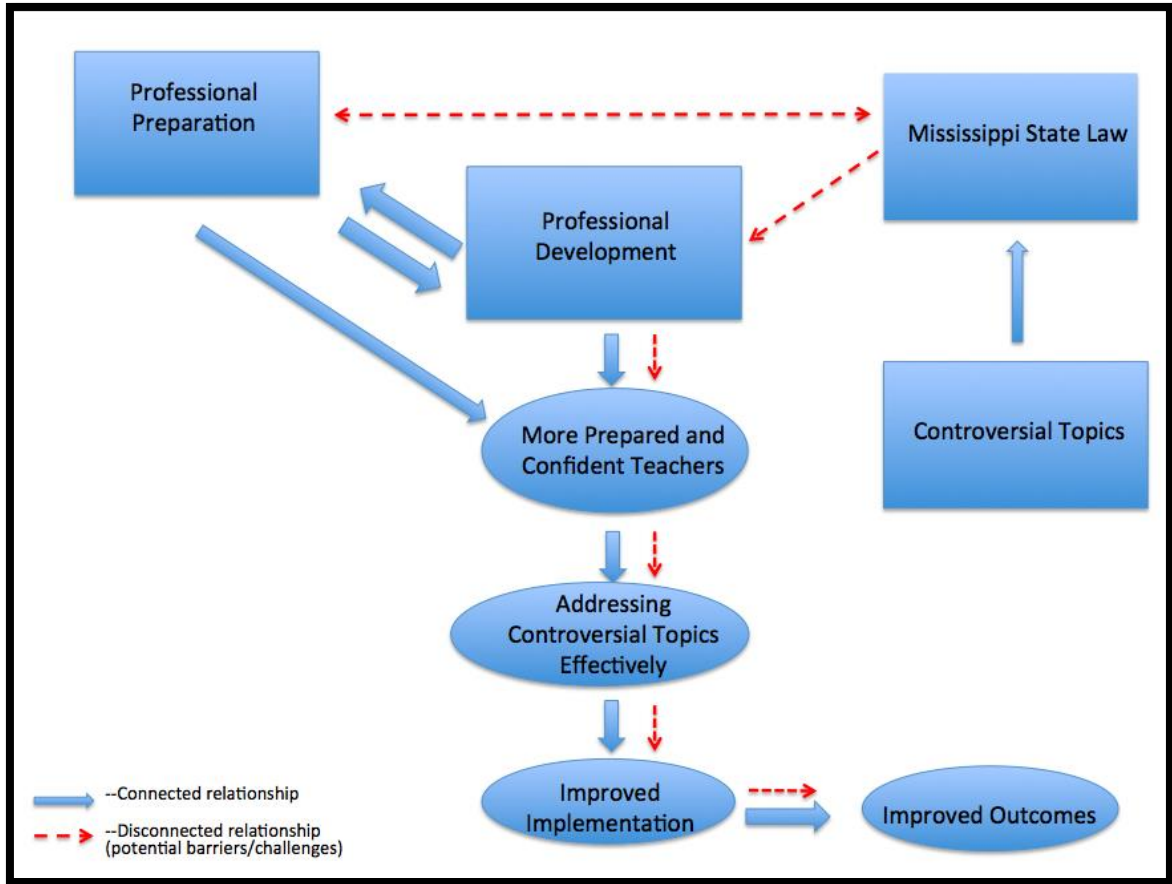 Professional
Preparation
Mississippi State Law
Professional
Development
More Prepared and
Confident Teachers
Controversial Topics
Addressing
Controversial Topics
Effectively
Improved
Implementation
Improved Outcomes
--Connected relationship
--Disconnected relationship
(potential barriers/challenges)